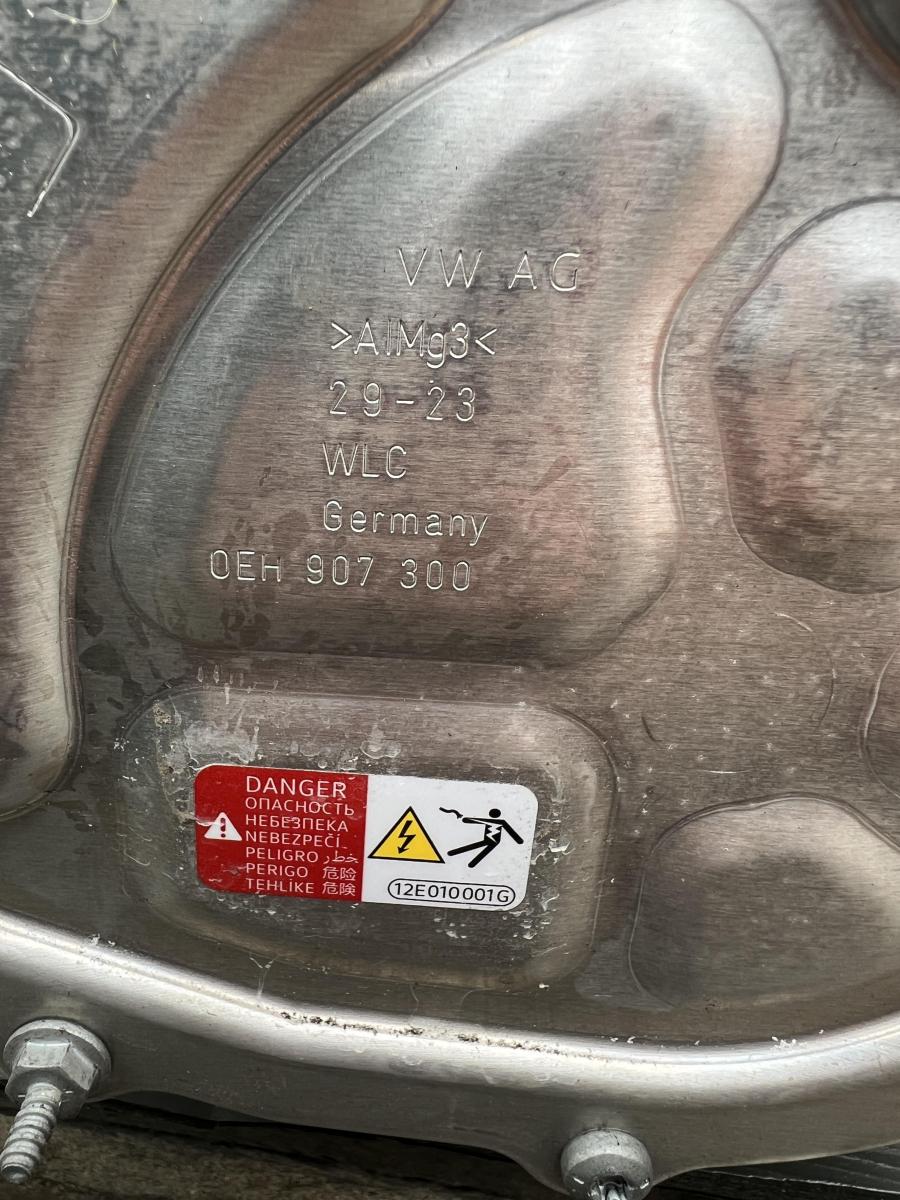 VW AG
>AlMg3<
29-23
WLC
Germany
0EH 907 300
DANGER
ОПАСНОСТЬ
НЕБЕЗПЕКА
NEBEZPEČÍ
PELIGRO خطر
PERIGO 危险
TEHLİKE 危険
12E010001G